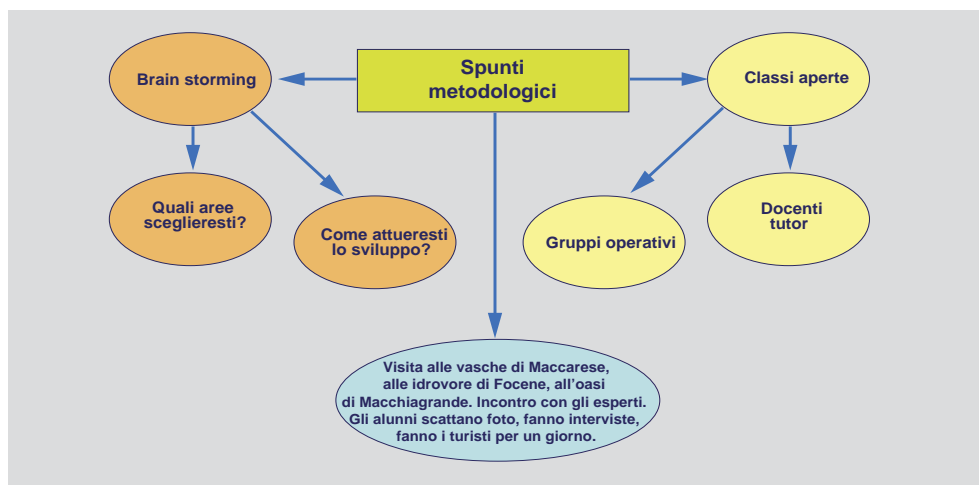 Spunti
metodologici
Brain storming
Classi aperte
Quali aree
sceglieresti?
Come attueresti
lo sviluppo?
Gruppi operativi
Docenti
tutor
Visita alle vasche di Maccarese,
alle idrovore di Focene, all'oasi
di Macchiagrande. Incontro con gli esperti.
Gli alunni scattano foto, fanno interviste,
fanno i turisti per un giorno.